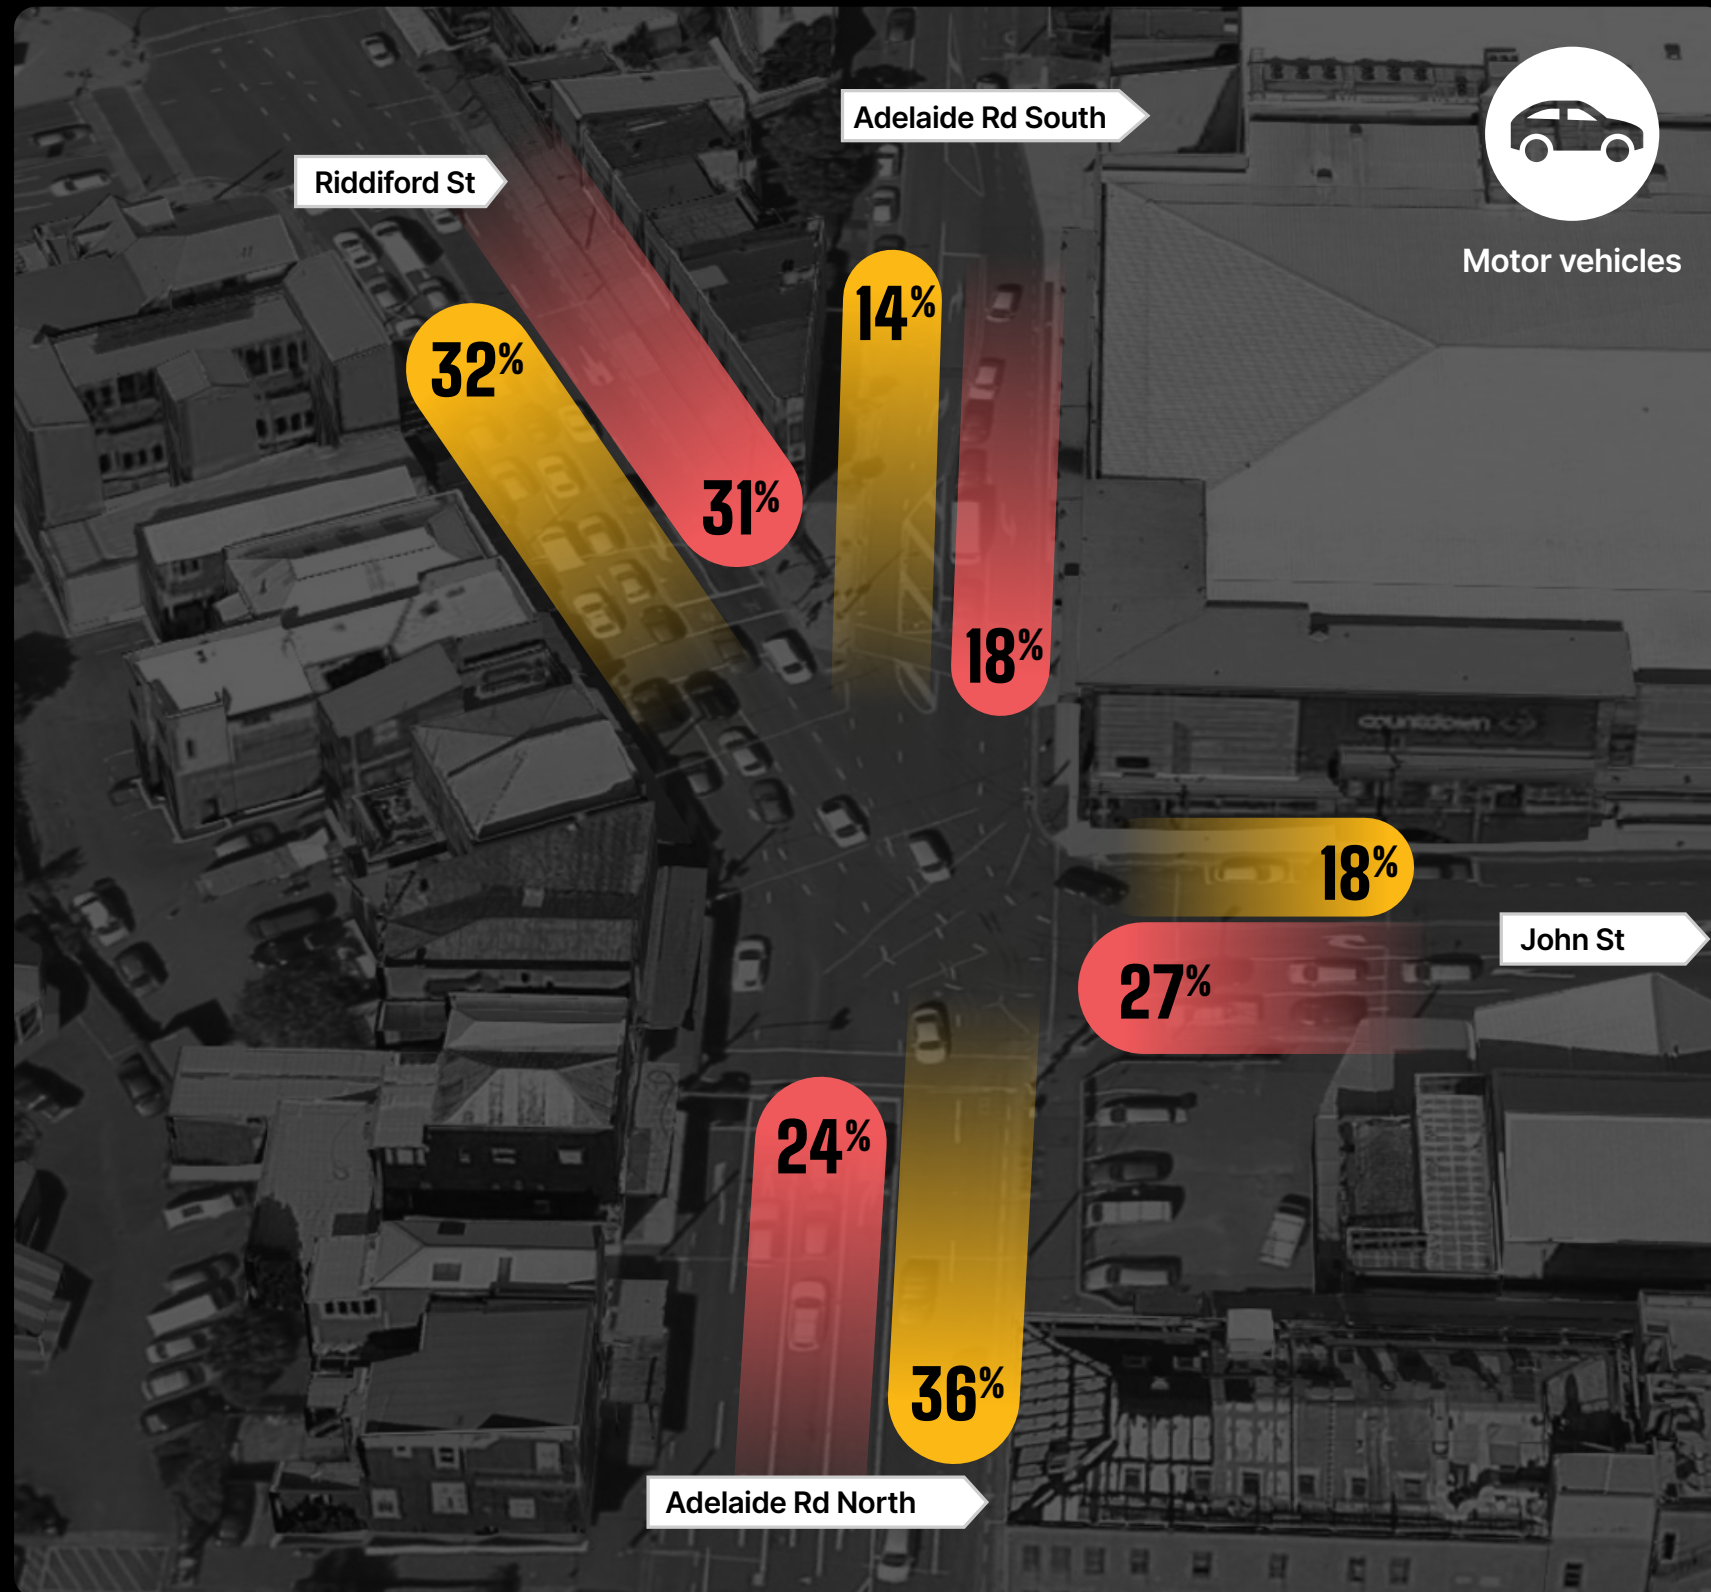 Adelaide Rd South
Riddiford St
Motor vehicles
14%
32%
31%
18%
countdown
18%
John St
27%
24%
36%
Adelaide Rd North